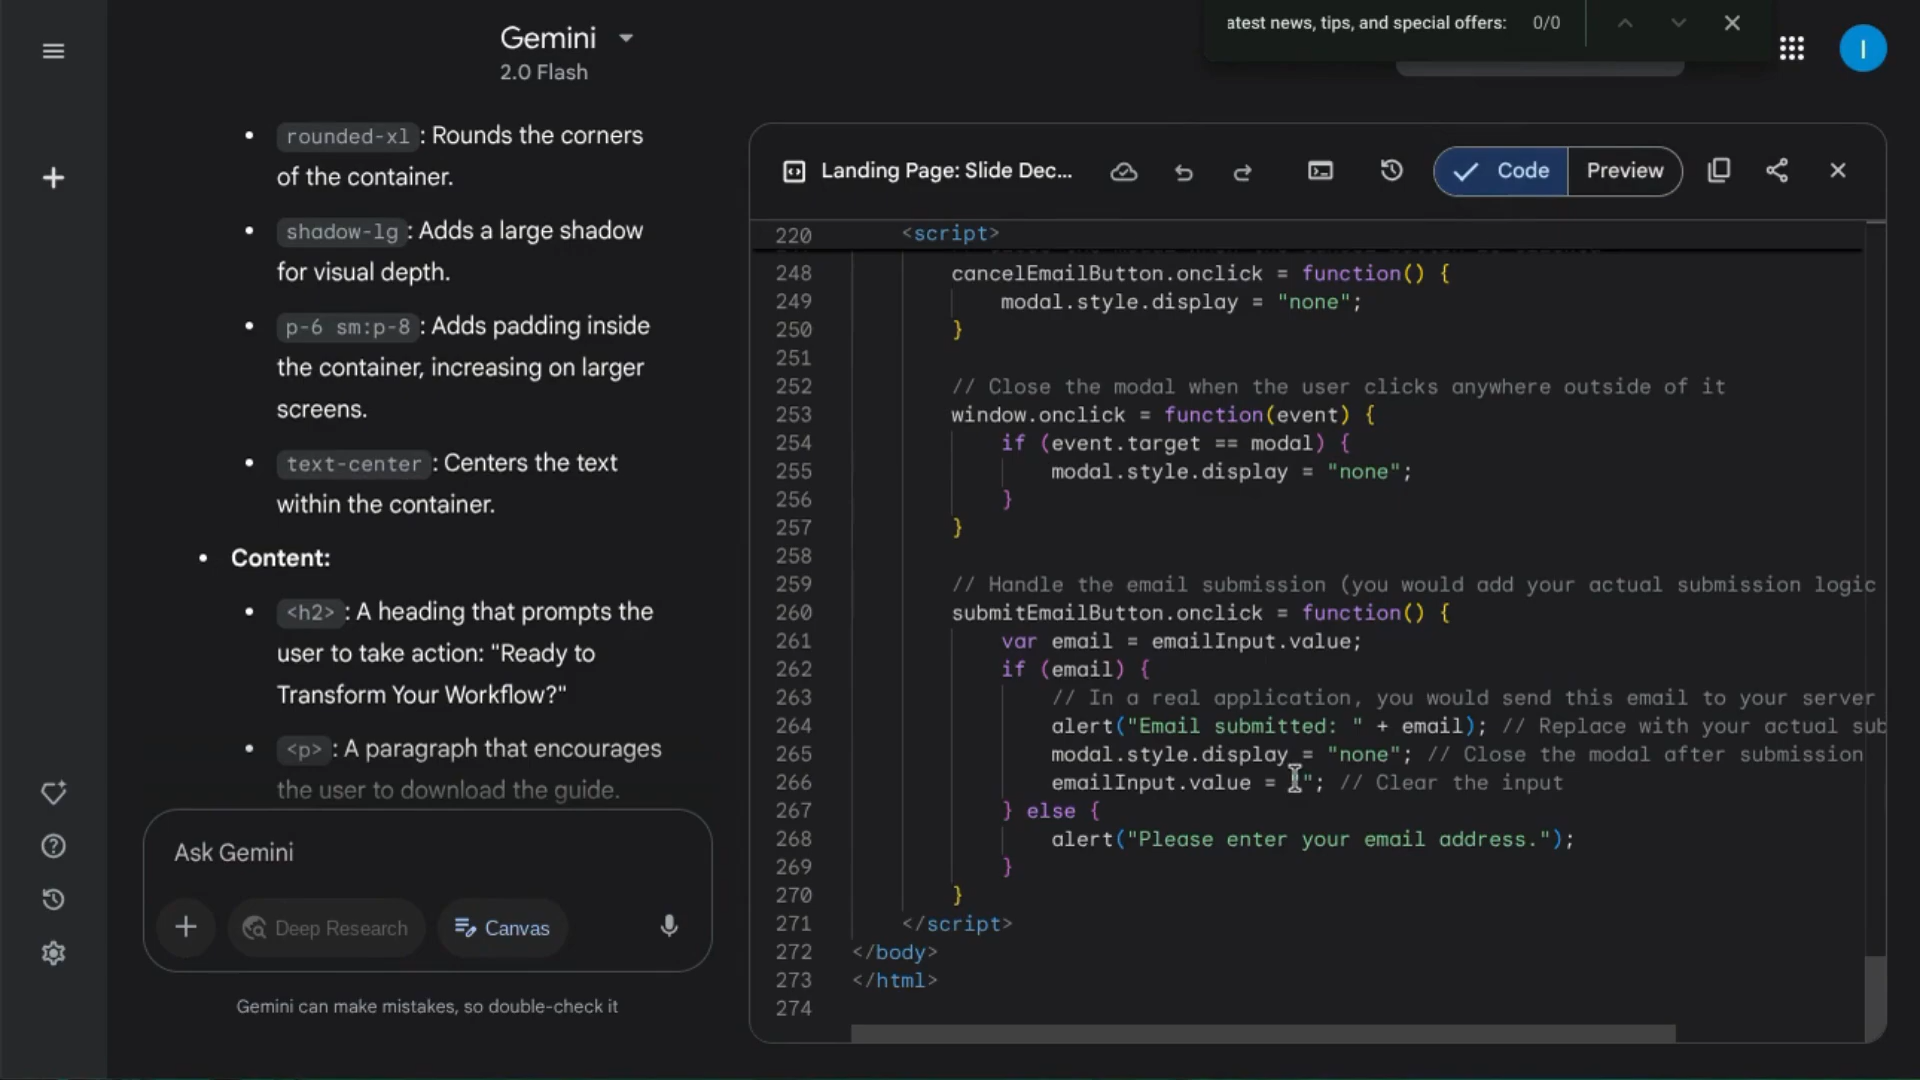 Gemini
2.0 Flash
atest news, tips, and special offers: 0/0
I
rounded-xl: Rounds the corners
of the container.
shadow-lg: Adds a large shadow
for visual depth.
p-6 sm:p-8: Adds padding inside
the container, increasing on larger
screens.
text-center: Centers the text
within the container.
Content:
<h2>: A heading that prompts the
user to take action: "Ready to
Transform Your Workflow?"
<p>: A paragraph that encourages
the user to download the guide.
Ask Gemini
Deep Research
Canvas
Gemini can make mistakes, so double-check it
Landing Page: Slide Dec...
Code
Preview
220 <script>
248 cancelEmailButton.onclick = function() {
249 modal.style.display = "none";
250 }
251
252 // Close the modal when the user clicks anywhere outside of it
253 window.onclick = function(event) {
254 if (event.target == modal) {
255 modal.style.display = "none";
256 }
257 }
258
259 // Handle the email submission (you would add your actual submission logic
260 submitEmailButton.onclick = function() {
261 var email = emailInput.value;
262 if (email) {
263 // In a real application, you would send this email to your server
264 alert("Email submitted: " + email); // Replace with your actual sub
265 modal.style.display = "none"; // Close the modal after submission
266 emailInput.value = ""; // Clear the input
267 } else {
268 alert("Please enter your email address.");
269 }
270 }
271 </script>
272 </body>
273 </html>
274